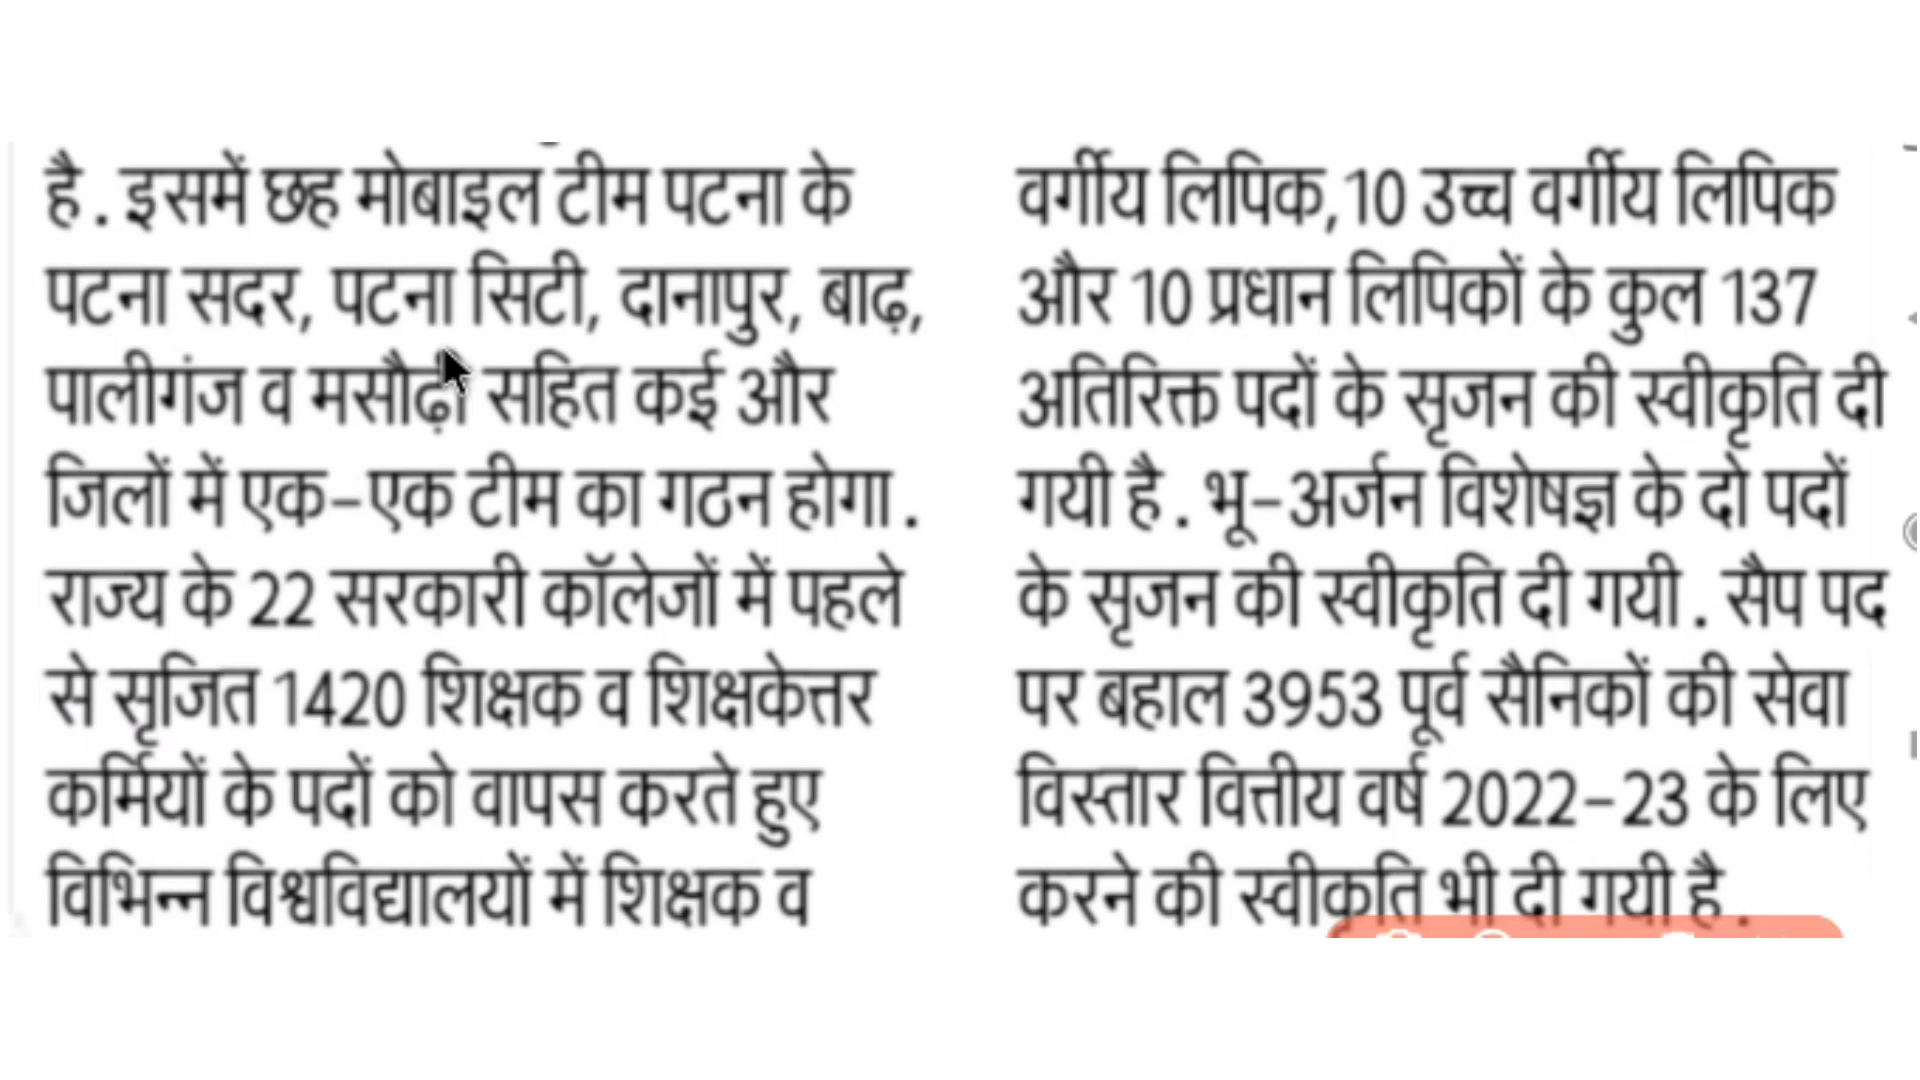 है. इसमें छह मोबाइल टीम पटना के
पटना सदर, पटना सिटी, दानापुर, बाढ़,
पालीगंज व मसौढ़ी सहित कई और
जिलों में एक-एक टीम का गठन होगा.
राज्य के 22 सरकारी कॉलेजों में पहले
से सृजित 1420 शिक्षक व शिक्षकेत्तर
कर्मियों के पदों को वापस करते हुए
विभिन्न विश्वविद्यालयों में शिक्षक व
वर्गीय लिपिक,10 उच्च वर्गीय लिपिक
और 10 प्रधान लिपिकों के कुल 137
अतिरिक्त पदों के सृजन की स्वीकृति दी
गयी है. भू-अर्जन विशेषज्ञ के दो पदों
के सृजन की स्वीकृति दी गयी. सैप पद
पर बहाल 3953 पूर्व सैनिकों की सेवा
विस्तार वित्तीय वर्ष 2022-23 के लिए
करने की स्वीकृति भी दी गयी है.